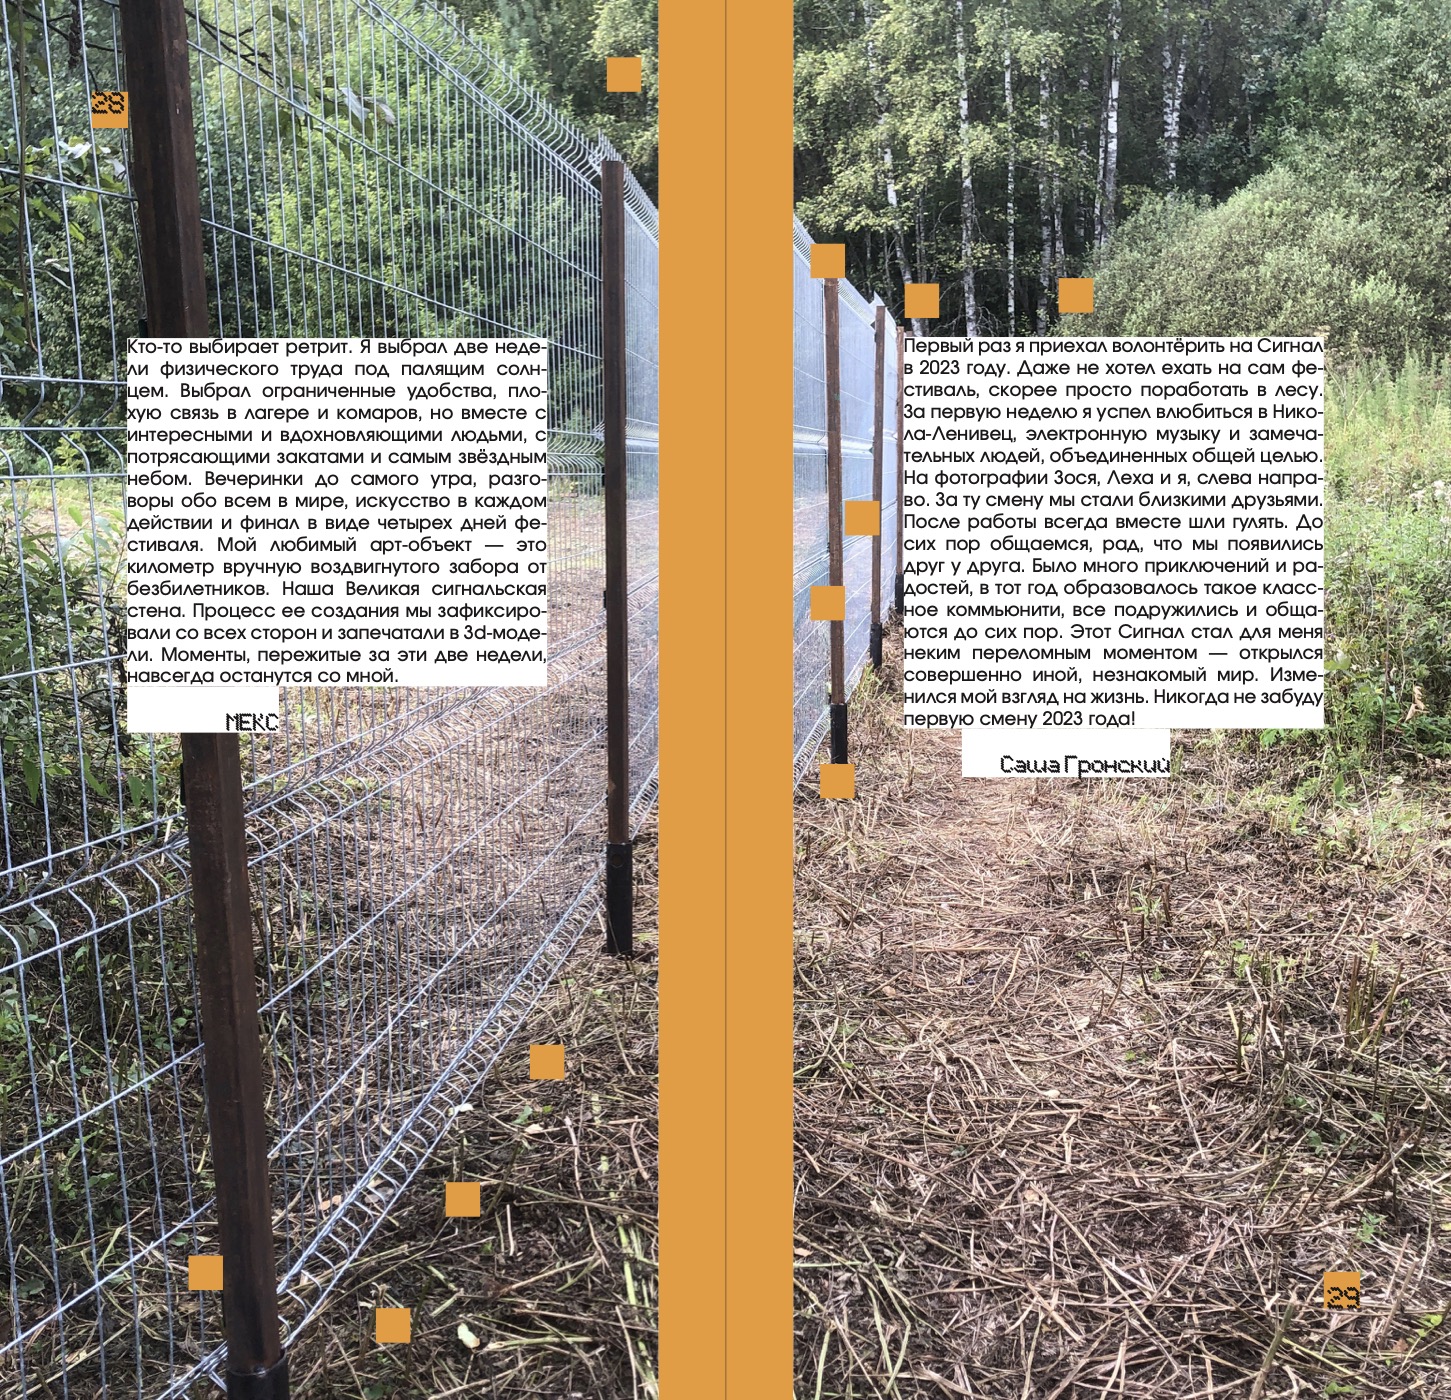 28
Кто-то выбирает ретрит. Я выбрал две неде-
ли физического труда под палящим солн-
цем. Выбрал ограниченные удобства, пло-
хую связь в лагере и комаров, но вместе с
интересными и вдохновляющими людьми, с
потрясающими закатами и самым звёздным
небом. Вечеринки до самого утра, разго-
воры обо всем в мире, искусство в каждом
действии и финал в виде четырех дней фе-
стиваля. Мой любимый арт-объект — это
километр вручную воздвигнутого забора от
безбилетников. Наша Великая сигнальская
стена. Процесс ее создания мы зафиксиро-
вали со всех сторон и запечатали в 3d-моде-
ли. Моменты, пережитые за эти две недели,
навсегда останутся со мной.
МЕКС
Первый раз я приехал волонтёрить на Сигнал
в 2023 году. Даже не хотел ехать на сам фе-
стиваль, скорее просто поработать в лесу.
За первую неделю я успел влюбиться в Нико-
ла-Ленивец, электронную музыку и замеча-
тельных людей, объединенных общей целью.
На фотографии Зося, Леха и я, слева напра-
во. За ту смену мы стали близкими друзьями.
После работы всегда вместе шли гулять. До
сих пор общаемся, рад, что мы появились
друг у друга. Было много приключений и ра-
достей, в тот год образовалось такое класс-
ное коммьюнити, все подружились и обща-
ются до сих пор. Этот Сигнал стал для меня
неким переломным моментом — открылся
совершенно иной, незнакомый мир. Изме-
нился мой взгляд на жизнь. Никогда не забуду
первую смену 2023 года!
Саша Гронский
29